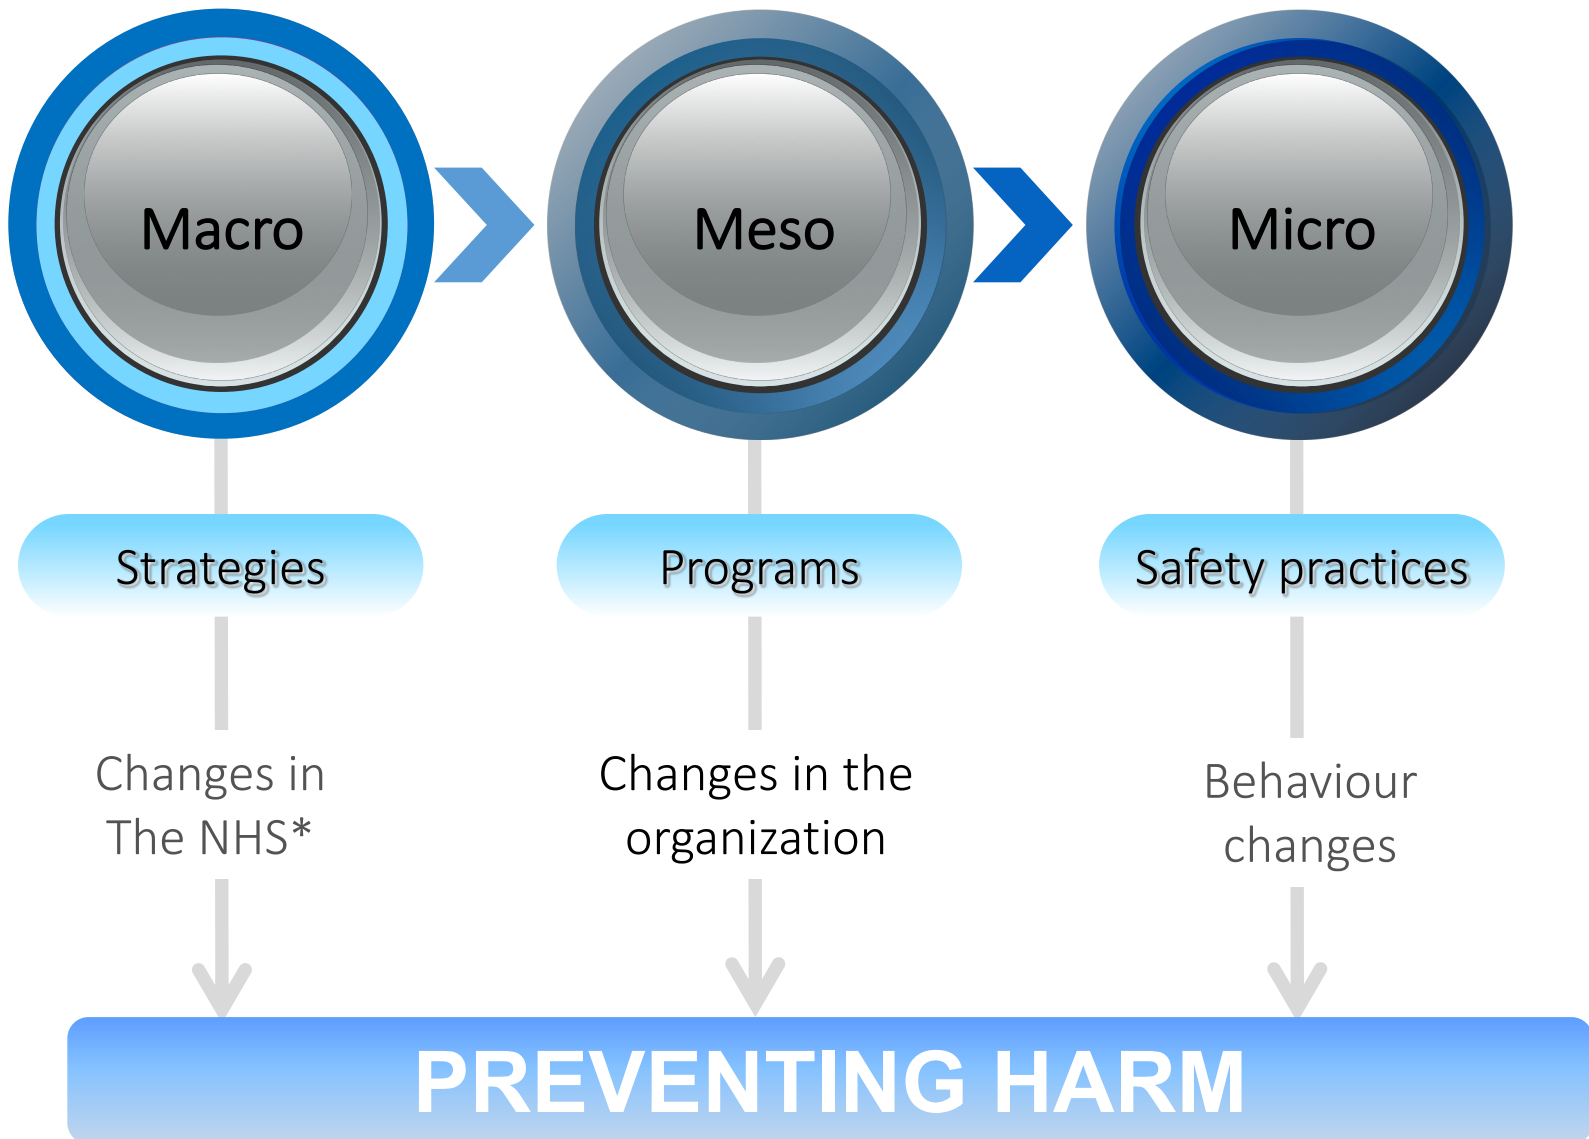 Macro
Meso
Micro
Strategies
Programs
Safety practices
Changes in
The NHS*
Changes in the
organization
Behaviour
changes
PREVENTING HARM